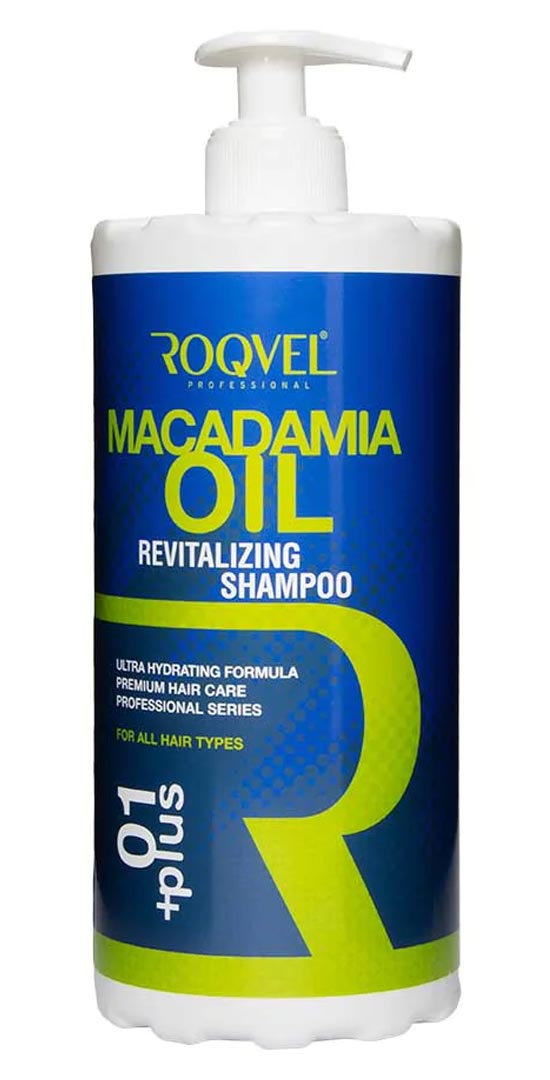 ROQVEL®
PROFESSIONAL
MACADAMIA
OIL
REVITALIZING
SHAMPOO
ULTRA HYDRATING FORMULA
PREMIUM HAIR CARE
PROFESSIONAL SERIES
FOR ALL HAIR TYPES
01
+plus
R